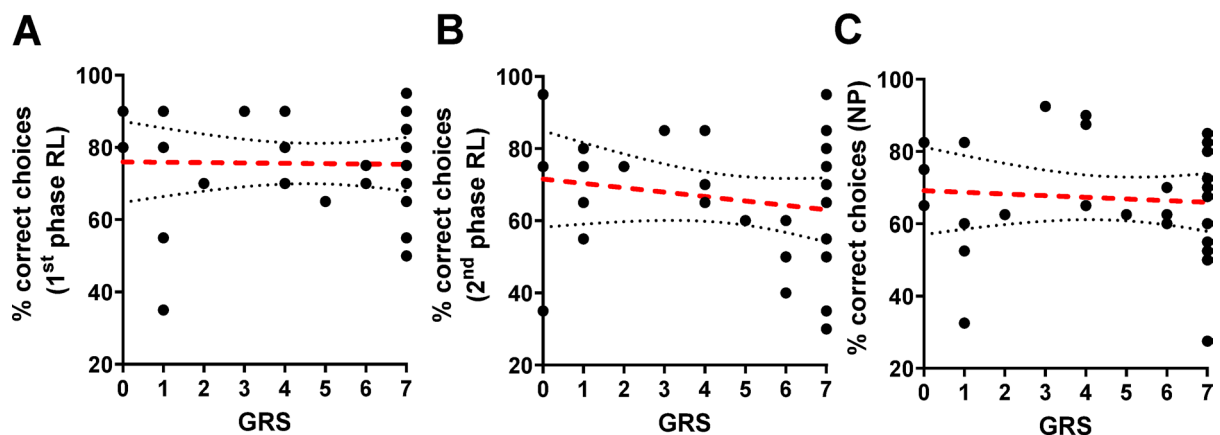 A
% correct choices
(1st phase RL)
100
80
60
40
20
0 1 2 3 4 5 6 7
GRS
B
% correct choices
(2nd phase RL)
100
80
60
40
20
0 1 2 3 4 5 6 7
GRS
C
% correct choices (NP)
100
80
60
40
20
0 1 2 3 4 5 6 7
GRS